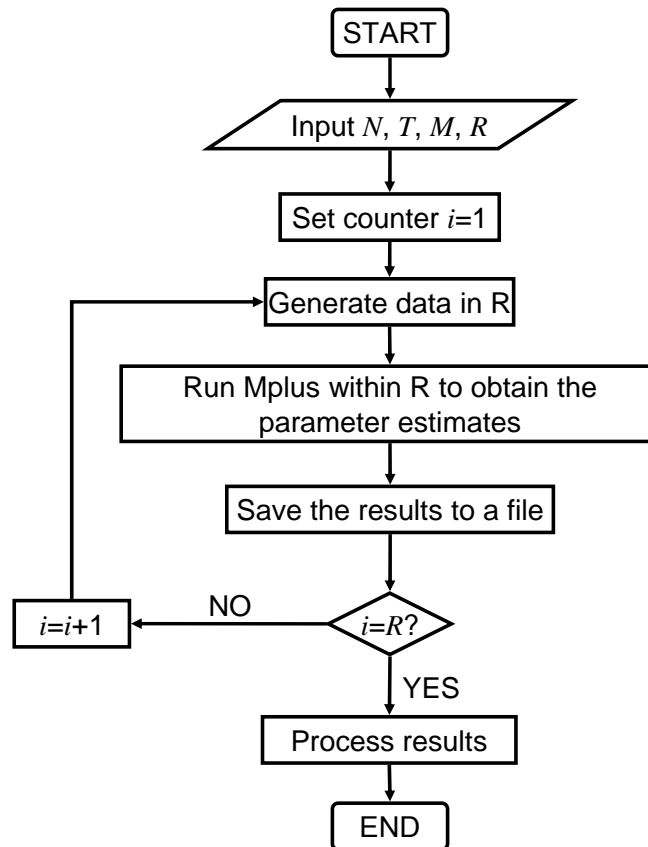 START
Input N, T, M, R
Set counter i=1
Generate data in R
Run Mplus within R to obtain the
parameter estimates
Save the results to a file
NO
i=i+1
i=R?
YES
Process results
END